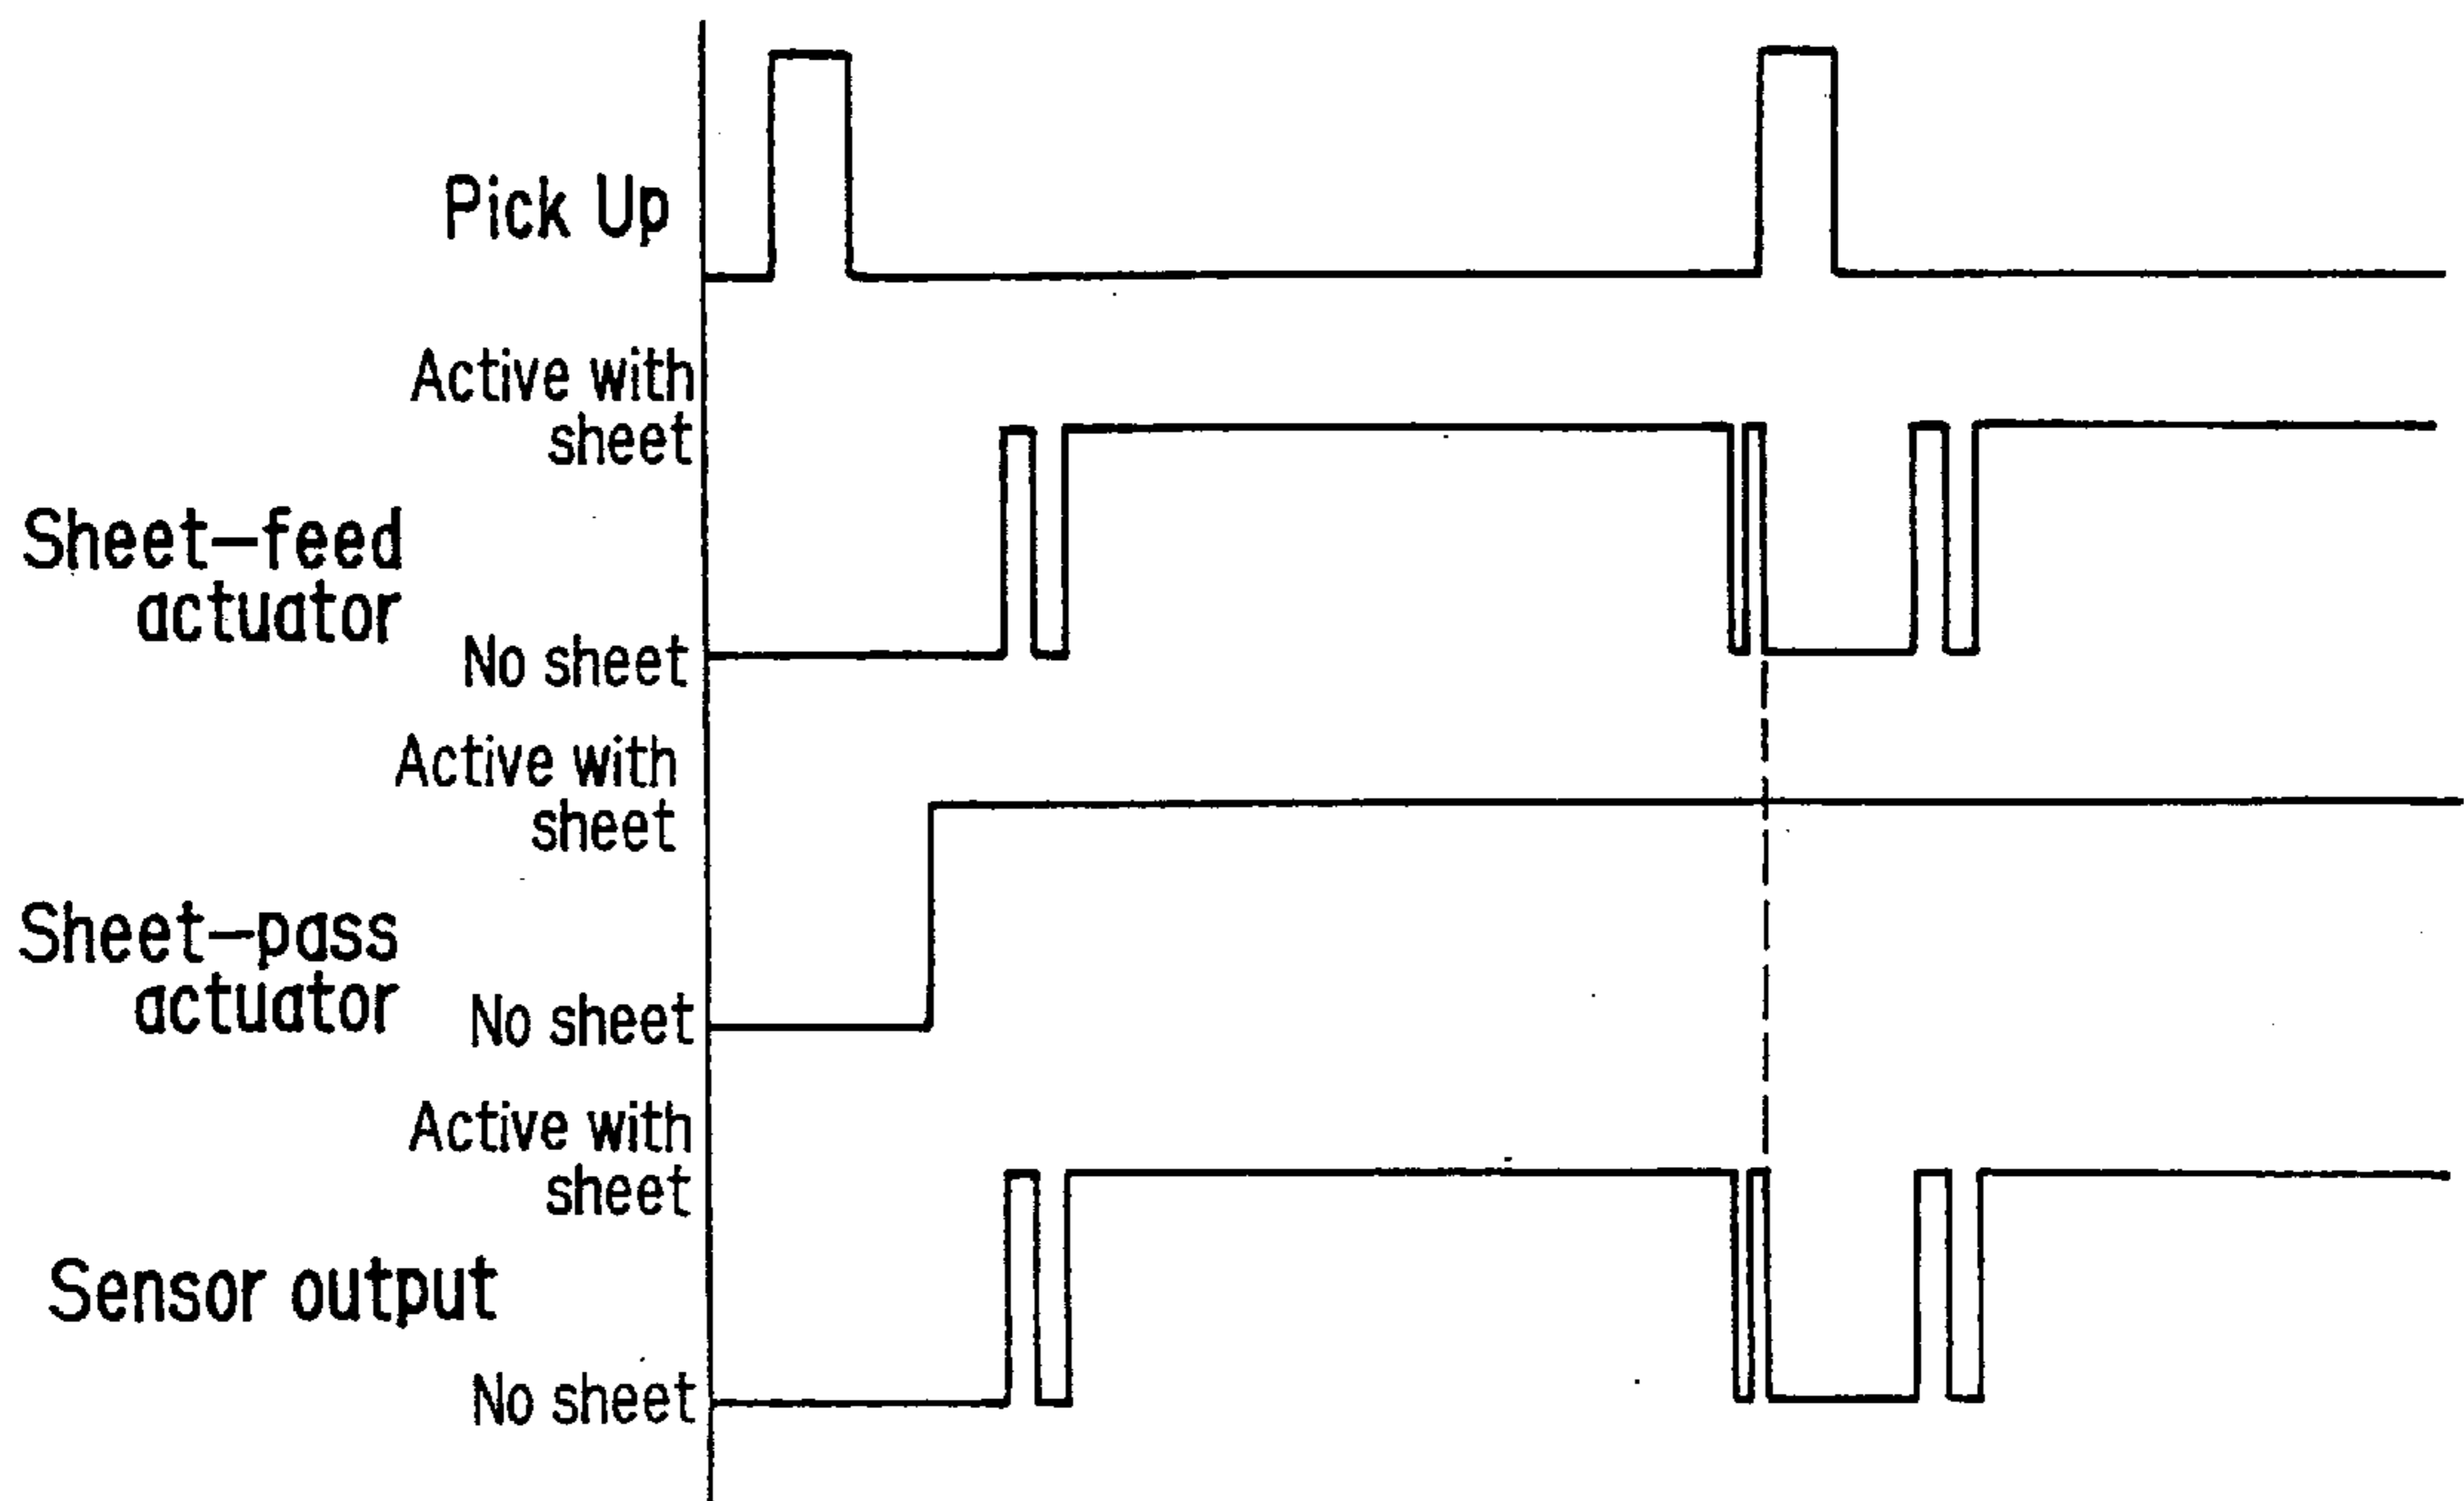 Pick Up
Active with
sheet
Sheet-feed
actuator
No sheet
Active with
sheet
Sheet-pass
actuator
No sheet
Active with
sheet
Sensor output
No sheet